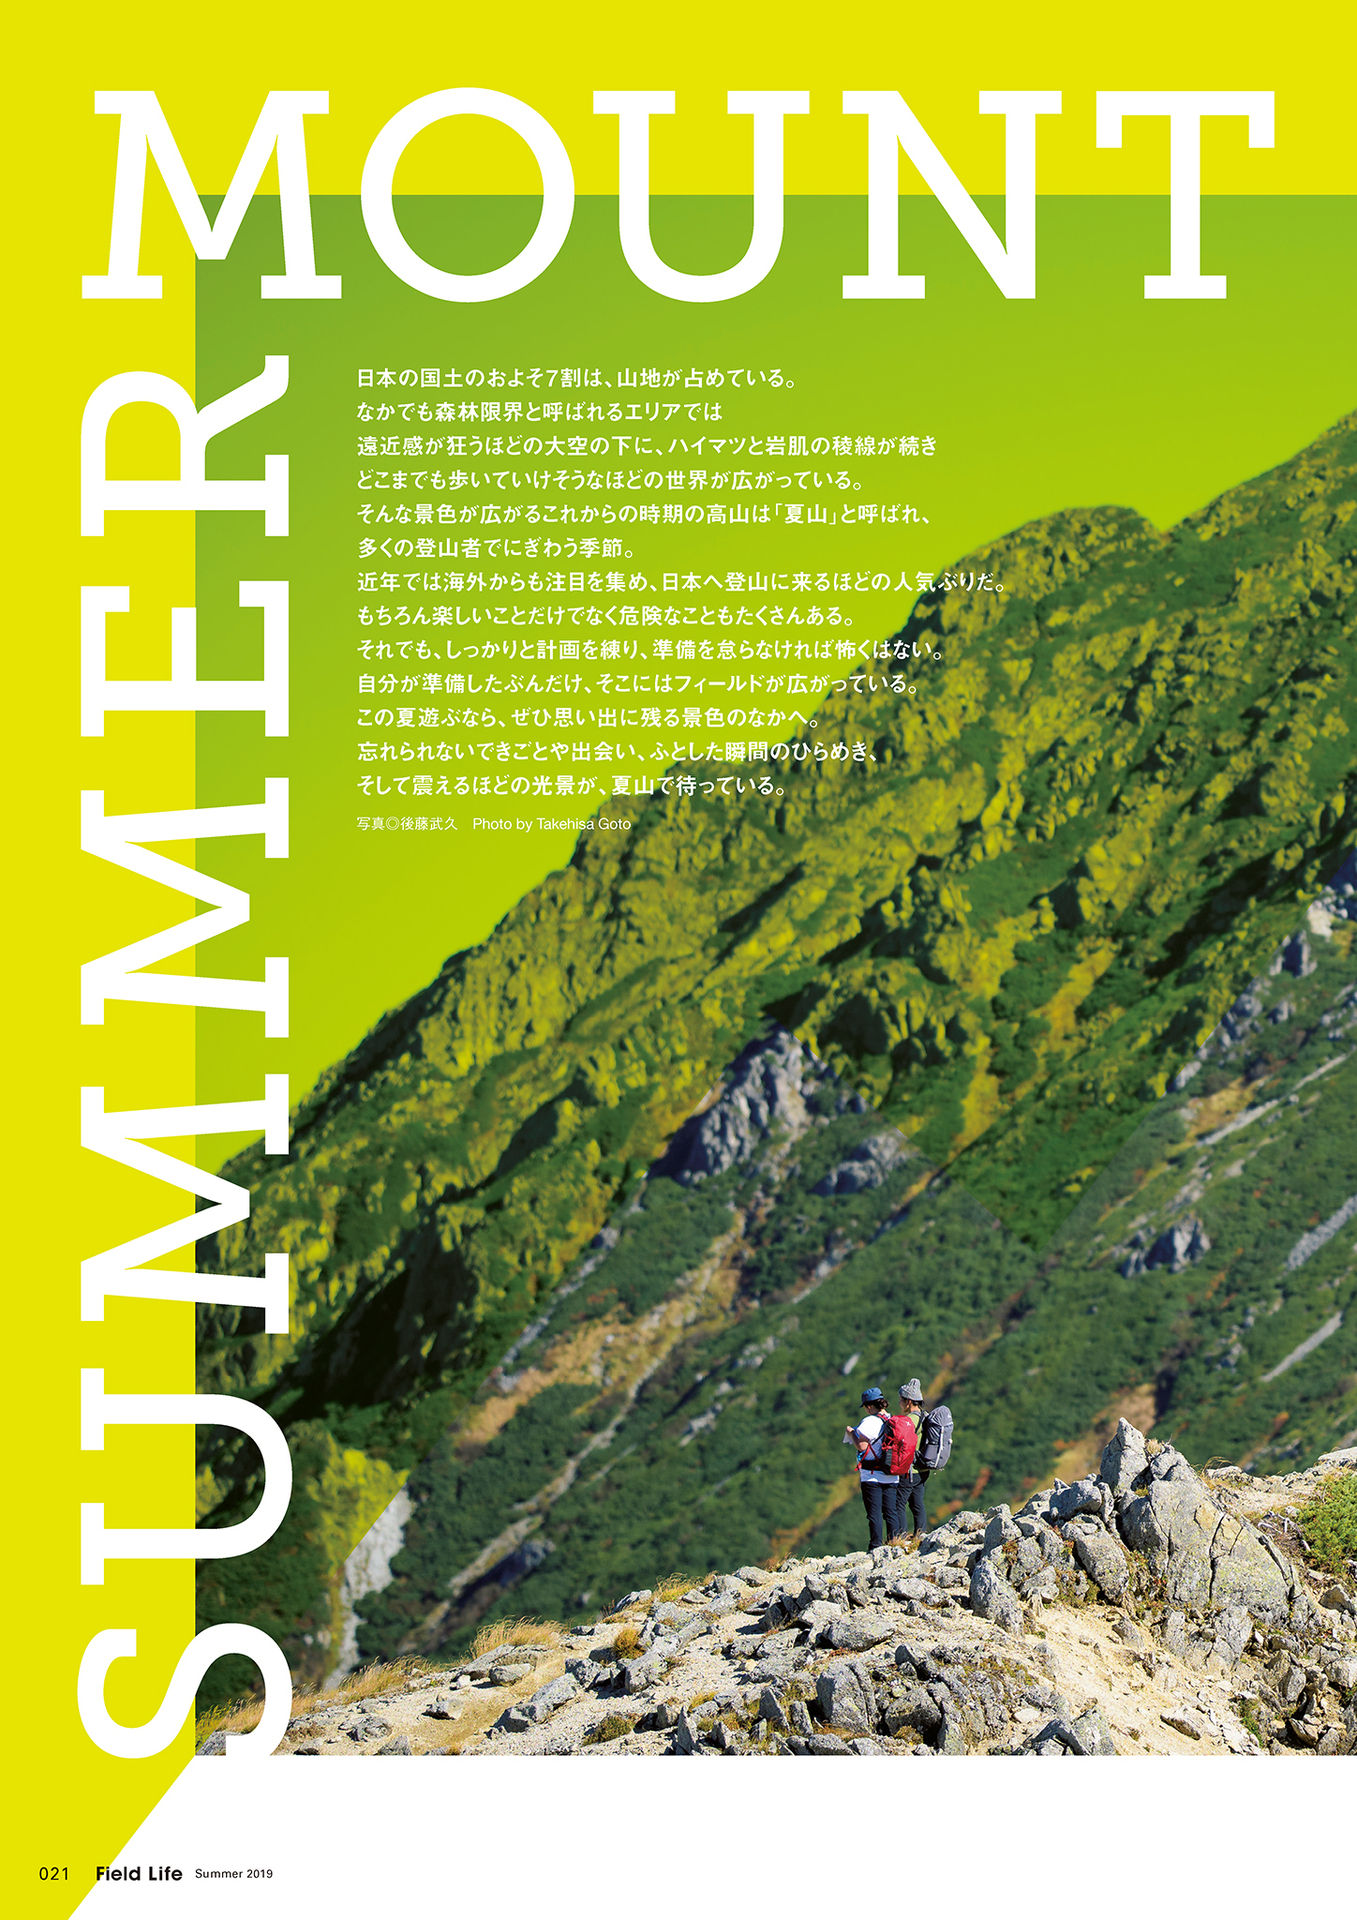 MOUNT
SUMMER
日本の国土のおよそ7割は、山地が占めている。
なかでも森林限界と呼ばれるエリアでは
遠近感が狂うほどの大空の下に、ハイマツと岩肌の稜線が続き
どこまでも歩いていけそうなほどの世界が広がっている。
そんな景色が広がるこれからの時期の高山は「夏山」と呼ばれ、
多くの登山者でにぎわう季節。
近年では海外からも注目を集め、日本へ登山に来るほどの人気ぶりだ。
もちろん楽しいことだけでなく危険なこともたくさんある。
それでも、しっかりと計画を練り、準備を怠らなければ怖くはない。
自分が準備したぶんだけ、そこにはフィールドが広がっている。
この夏遊ぶなら、ぜひ思い出に残る景色のなかへ。
忘れられないできごとや出会い、ふとした瞬間のひらめき、
そして震えるほどの光景が、夏山で待っている。
写真◎後藤武久　Photo by Takehisa Goto
021 Field Life Summer 2019